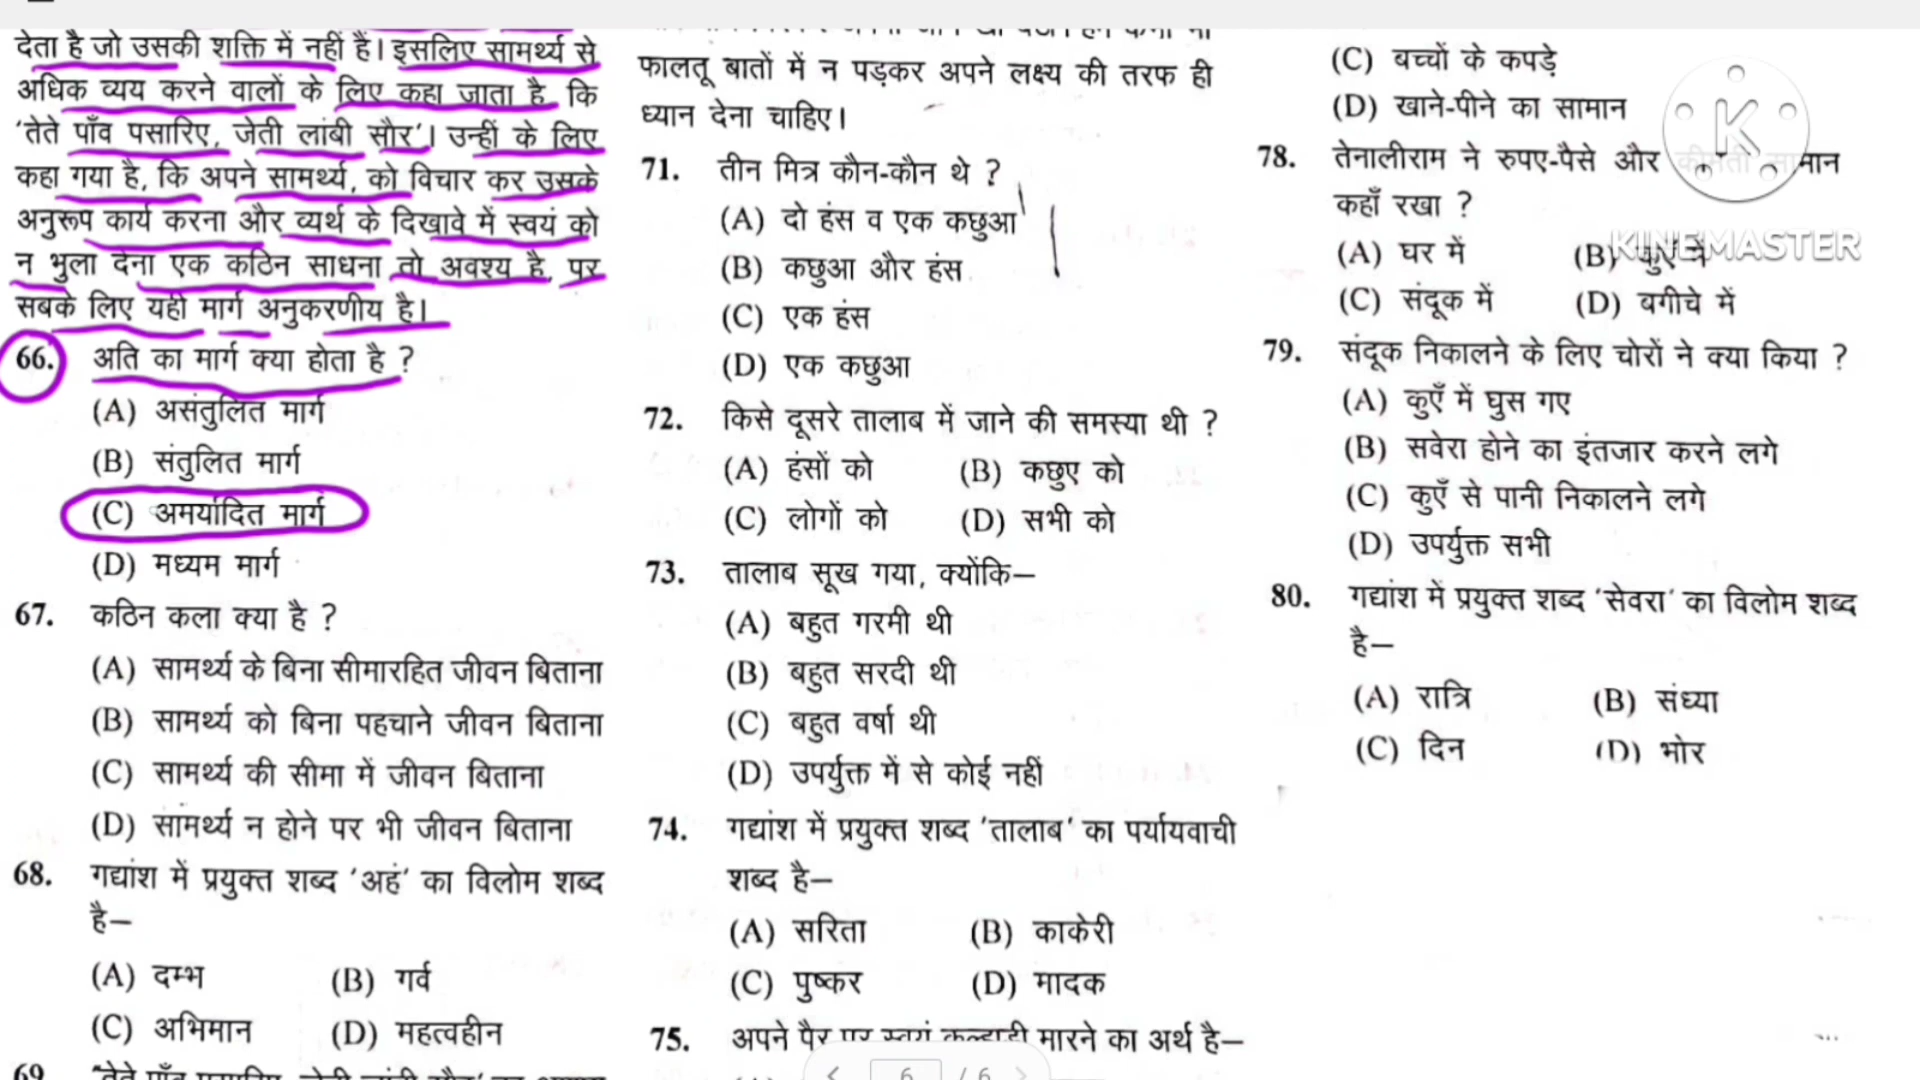 देता है जो उसकी शक्ति में नहीं हैं। इसलिए सामर्थ्य से
अधिक व्यय करने वालों के लिए कहा जाता है, कि
‘तेते पाँव पसारिए, जेती लांबी सौर’। उन्हीं के लिए
कहा गया है, कि अपने सामर्थ्य, को विचार कर उसके
अनुरूप कार्य करना और व्यर्थ के दिखावे में स्वयं को
न भुला देना एक कठिन साधना तो अवश्य है, पर
सबके लिए यही मार्ग अनुकरणीय है।
66. अति का मार्ग क्या होता है ?
(A) असंतुलित मार्ग
(B) संतुलित मार्ग
(C) अमर्यादित मार्ग
(D) मध्यम मार्ग
67. कठिन कला क्या है ?
(A) सामर्थ्य के बिना सीमारहित जीवन बिताना
(B) सामर्थ्य को बिना पहचाने जीवन बिताना
(C) सामर्थ्य की सीमा में जीवन बिताना
(D) सामर्थ्य न होने पर भी जीवन बिताना
68. गद्यांश में प्रयुक्त शब्द ‘अहं’ का विलोम शब्द
है–
(A) दम्भ (B) गर्व
(C) अभिमान (D) महत्वहीन
69
फालतू बातों में न पड़कर अपने लक्ष्य की तरफ ही
ध्यान देना चाहिए।
71. तीन मित्र कौन-कौन थे ?
(A) दो हंस व एक कछुआ
(B) कछुआ और हंस
(C) एक हंस
(D) एक कछुआ
72. किसे दूसरे तालाब में जाने की समस्या थी ?
(A) हंसों को (B) कछुए को
(C) लोगों को (D) सभी को
73. तालाब सूख गया, क्योंकि–
(A) बहुत गरमी थी
(B) बहुत सरदी थी
(C) बहुत वर्षा थी
(D) उपर्युक्त में से कोई नहीं
74. गद्यांश में प्रयुक्त शब्द ‘तालाब’ का पर्यायवाची
शब्द है–
(A) सरिता (B) काकेरी
(C) पुष्कर (D) मादक
75. अपने पैर पर स्वयं कुल्हाड़ी मारने का अर्थ है–
6 / 6
(C) बच्चों के कपड़े
(D) खाने-पीने का सामान
78. तेनालीराम ने रुपए-पैसे और कीमती सामान
कहाँ रखा ?
(A) घर में (B) कुएँ में
(C) संदूक में (D) बगीचे में
79. संदूक निकालने के लिए चोरों ने क्या किया ?
(A) कुएँ में घुस गए
(B) सवेरा होने का इंतजार करने लगे
(C) कुएँ से पानी निकालने लगे
(D) उपर्युक्त सभी
80. गद्यांश में प्रयुक्त शब्द ‘सेवरा’ का विलोम शब्द
है–
(A) रात्रि (B) संध्या
(C) दिन (D) भोर
K
KINEMASTER